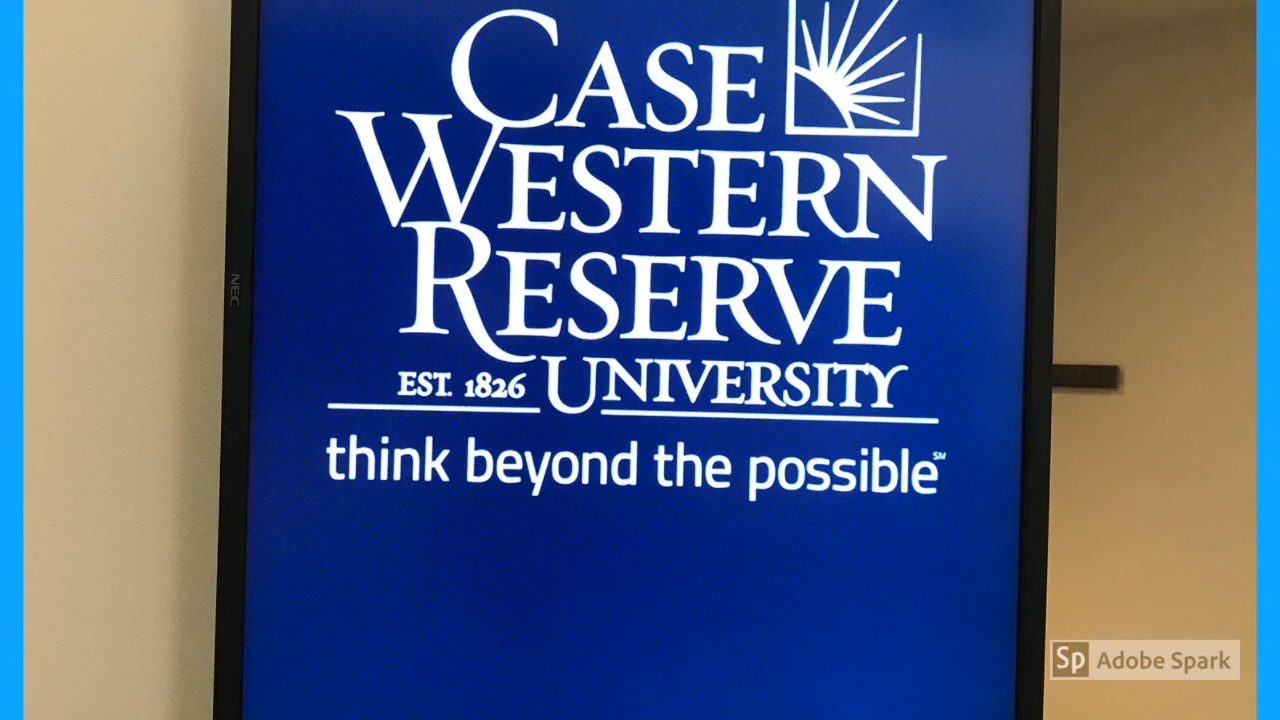 CASE
WESTERN
RESERVE
EST. 1826 UNIVERSITY
think beyond the possible℠
NEC
Sp Adobe Spark